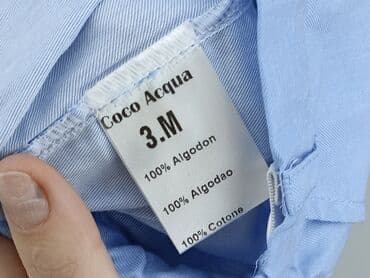 Coco Acqua
3.M
100% Algodon
100% Algodao
100% Cotone